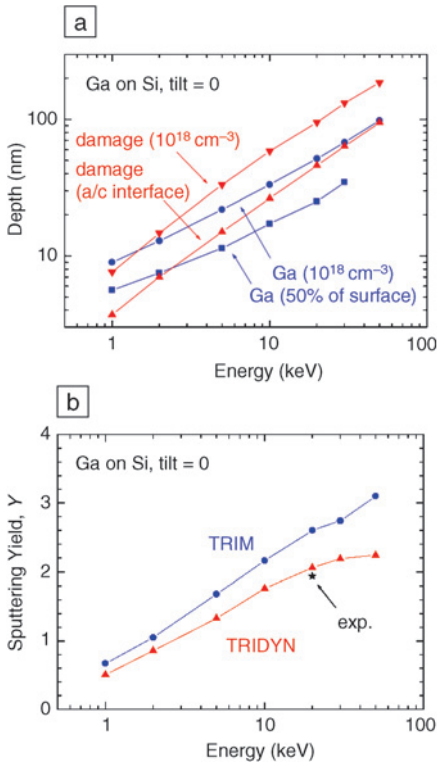 a
Ga on Si, tilt = 0
damage (10¹⁸ cm⁻³)
damage
(a/c interface)
Ga (10¹⁸ cm⁻³)
Ga (50% of surface)
Depth (nm)
100
10
1
10
100
Energy (keV)
b
Ga on Si, tilt = 0
TRIM
TRIDYN
exp.
Sputtering Yield, Y
4
3
2
1
0
1
10
100
Energy (keV)